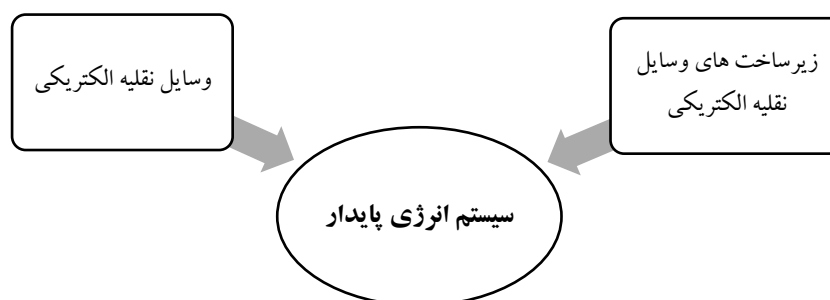 زیرساخت های وسایل
نقلیه الکتریکی
وسایل نقلیه الکتریکی
سیستم انرژی پایدار